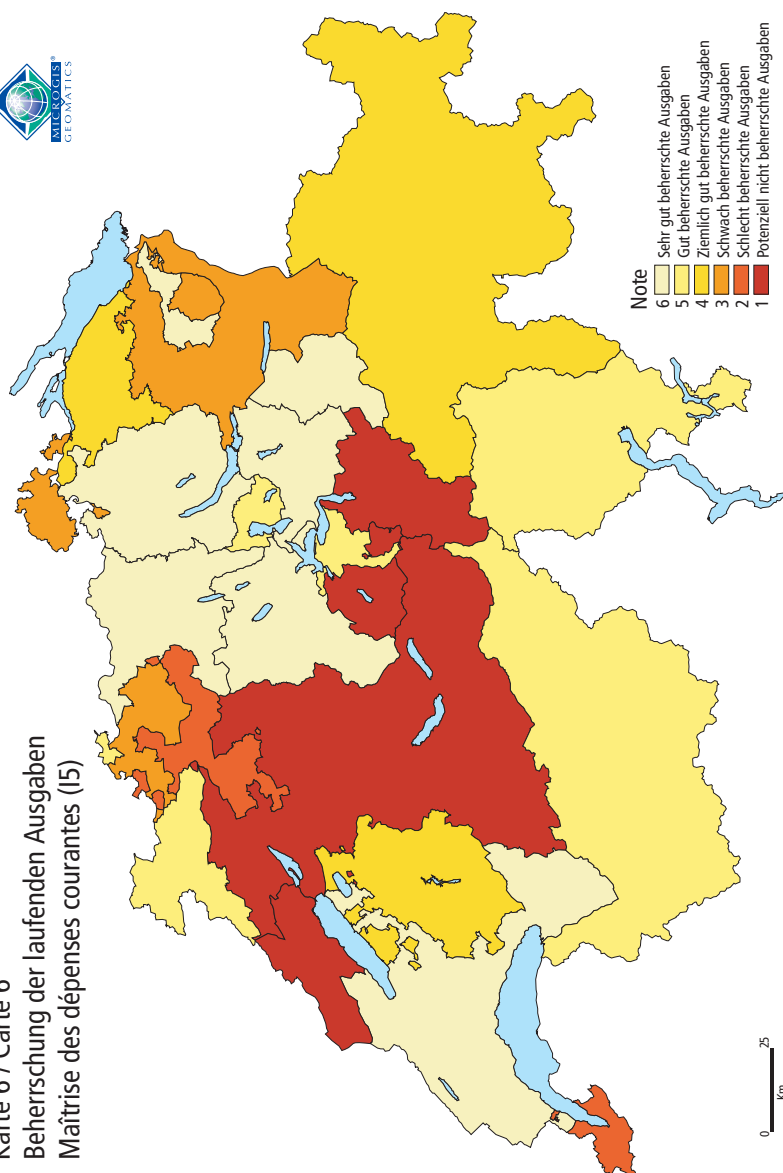 Karte 6 / Carte 6
Beherrschung der laufenden Ausgaben
Maîtrise des dépenses courantes (I5)
MICROGIS®
GEOMATICS
Note
6 Sehr gut beherrschte Ausgaben
5 Gut beherrschte Ausgaben
4 Ziemlich gut beherrschte Ausgaben
3 Schwach beherrschte Ausgaben
2 Schlecht beherrschte Ausgaben
1 Potenziell nicht beherrschte Ausgaben
0 25
Km